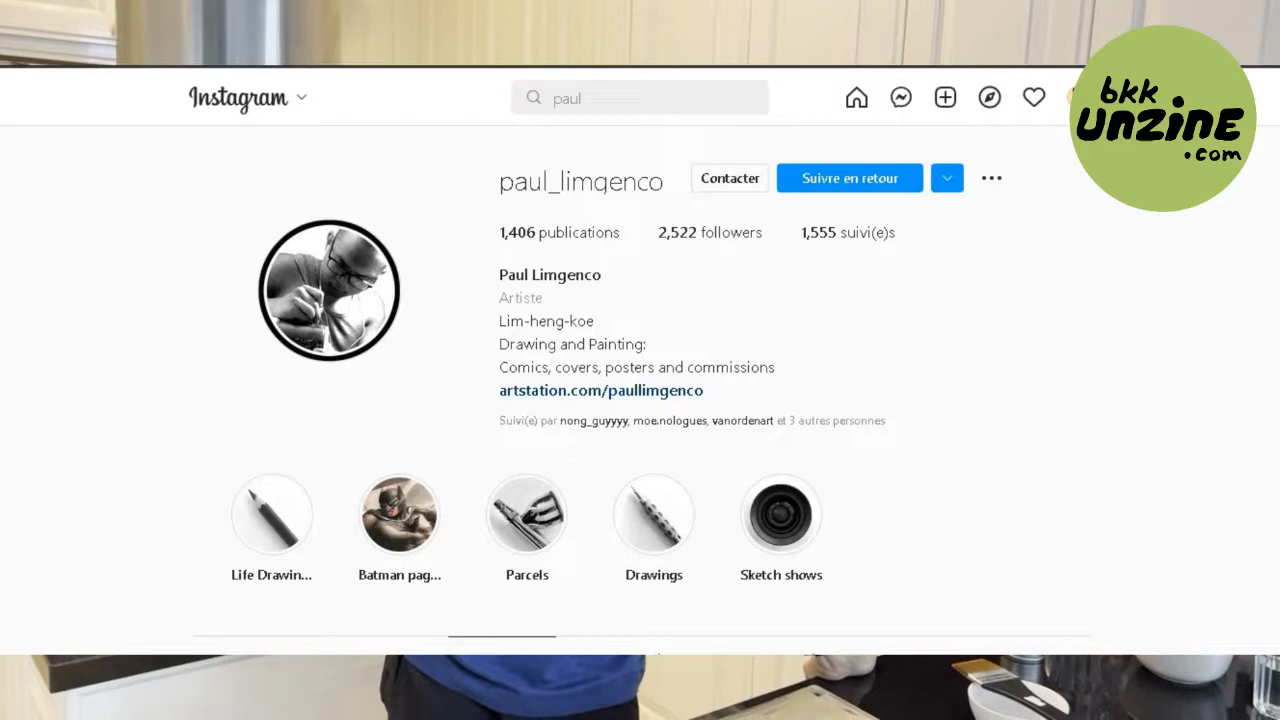 Instagram
paul
bkk
UNZINE
.com
paul_limgenco
Contacter
Suivre en retour
1,406 publications
2,522 followers
1,555 suivi(e)s
Paul Limgenco
Artiste
Lim-heng-koe
Drawing and Painting:
Comics, covers, posters and commissions
artstation.com/paullimgenco
Suivi(e) par nong_guyyyy, moe.nologues, vanordenart et 3 autres personnes
Life Drawin...
Batman pag...
Parcels
Drawings
Sketch shows